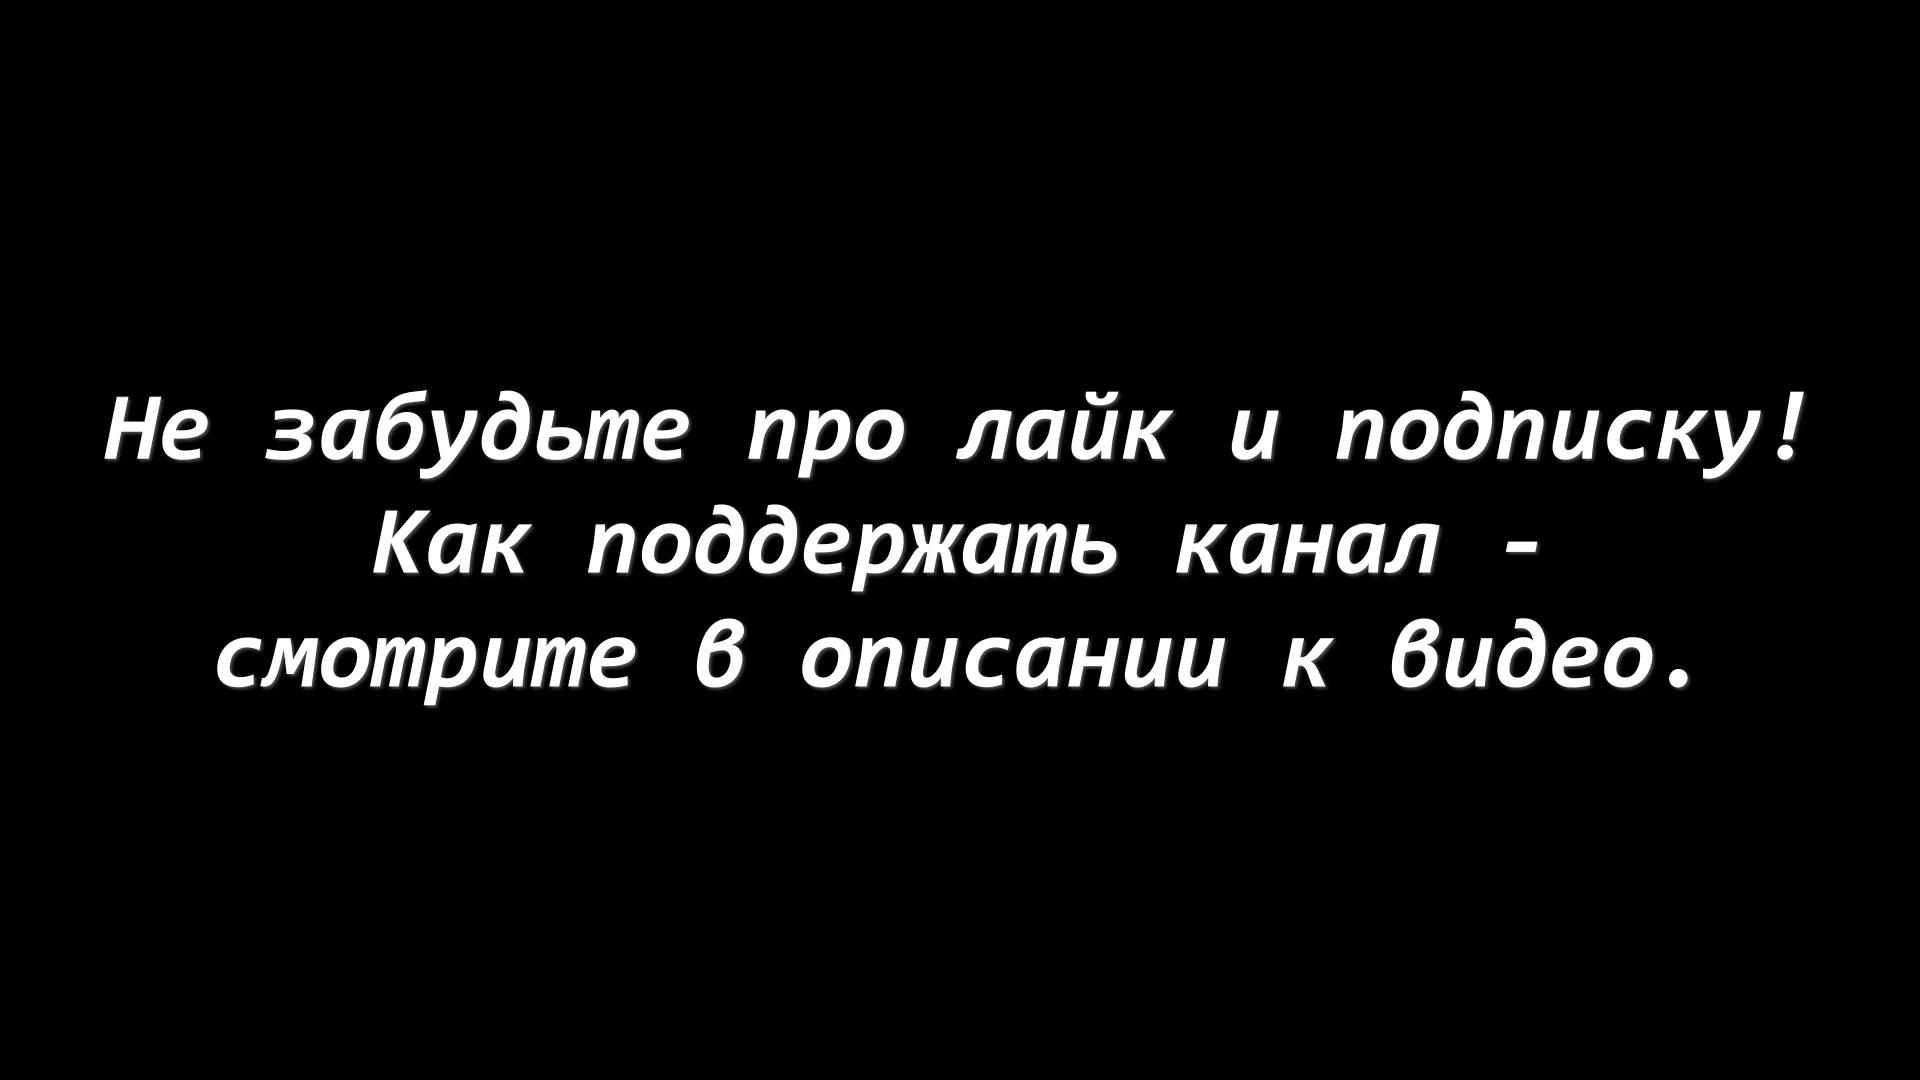 Не забудьте про лайк и подписку!
Как поддержать канал -
смотрите в описании к видео.